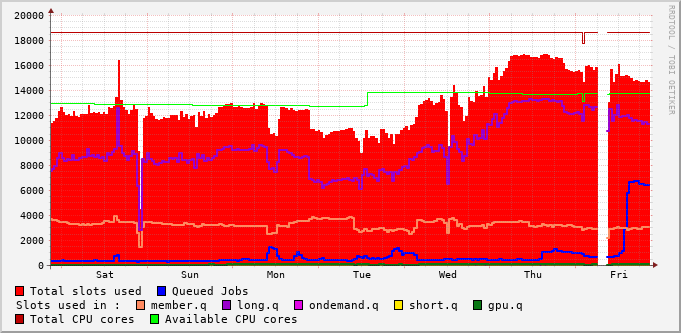 20000
18000
16000
14000
12000
10000
8000
6000
4000
2000
0
Sat Sun Mon Tue Wed Thu Fri
RRDTOOL / TOBI OETIKER
Total slots used Queued Jobs
Slots used in : member.q long.q ondemand.q short.q gpu.q
Total CPU cores Available CPU cores